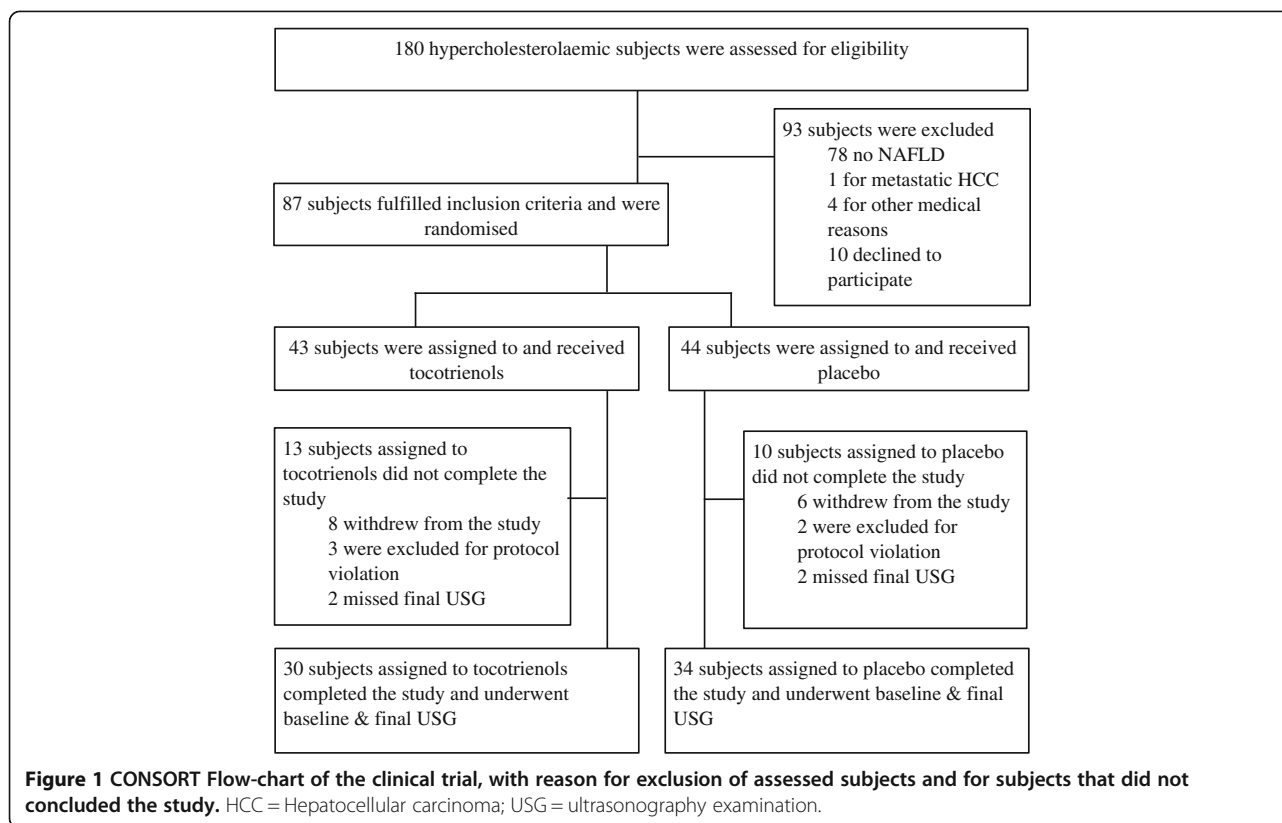 180 hypercholesterolaemic subjects were assessed for eligibility
93 subjects were excluded
78 no NAFLD
1 for metastatic HCC
4 for other medical
reasons
10 declined to
participate
87 subjects fulfilled inclusion criteria and were
randomised
43 subjects were assigned to and received
tocotrienols
44 subjects were assigned to and received
placebo
13 subjects assigned to
tocotrienols did not complete the
study
8 withdrew from the study
3 were excluded for protocol
violation
2 missed final USG
10 subjects assigned to placebo
did not complete the study
6 withdrew from the study
2 were excluded for
protocol violation
2 missed final USG
30 subjects assigned to tocotrienols
completed the study and underwent
baseline & final USG
34 subjects assigned to placebo completed
the study and underwent baseline & final
USG
Figure 1 CONSORT Flow-chart of the clinical trial, with reason for exclusion of assessed subjects and for subjects that did not
concluded the study. HCC = Hepatocellular carcinoma; USG = ultrasonography examination.